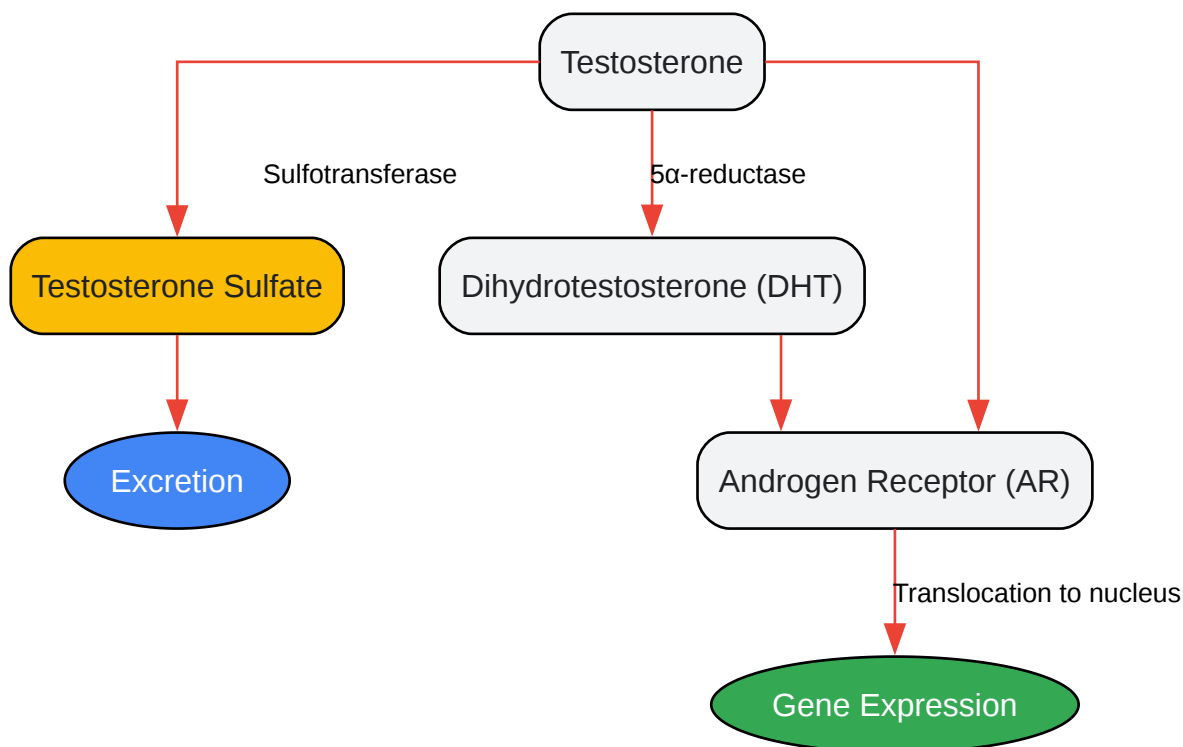 Testosterone
Sulfotransferase
5α-reductase
Testosterone Sulfate
Dihydrotestosterone (DHT)
Excretion
Androgen Receptor (AR)
Translocation to nucleus
Gene Expression